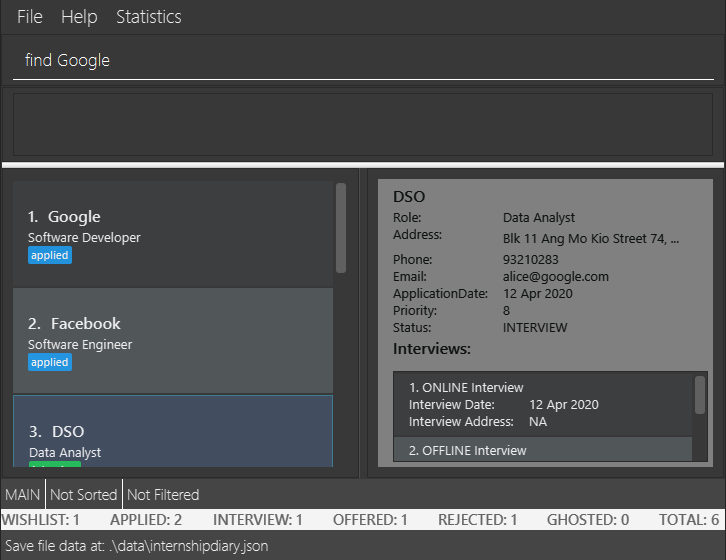 File Help Statistics
find Google
1. Google
Software Developer
applied
2. Facebook
Software Engineer
applied
3. DSO
Data Analyst
DSO
Role: Data Analyst
Address: Blk 11 Ang Mo Kio Street 74, ...
Phone: 93210283
Email: alice@google.com
ApplicationDate: 12 Apr 2020
Priority: 8
Status: INTERVIEW
Interviews:
1. ONLINE Interview
Interview Date: 12 Apr 2020
Interview Address: NA
2. OFFLINE Interview
MAIN Not Sorted Not Filtered
WISHLIST: 1 APPLIED: 2 INTERVIEW: 1 OFFERED: 1 REJECTED: 1 GHOSTED: 0 TOTAL: 6
Save file data at: .\data\internshipdiary.json